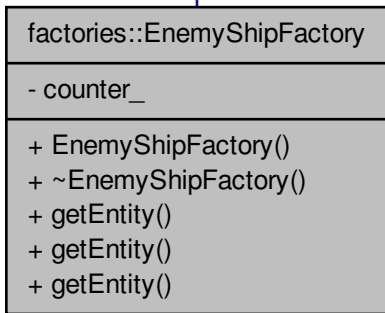 factories::EnemyShipFactory
- counter_
+ EnemyShipFactory()
+ ~EnemyShipFactory()
+ getEntity()
+ getEntity()
+ getEntity()